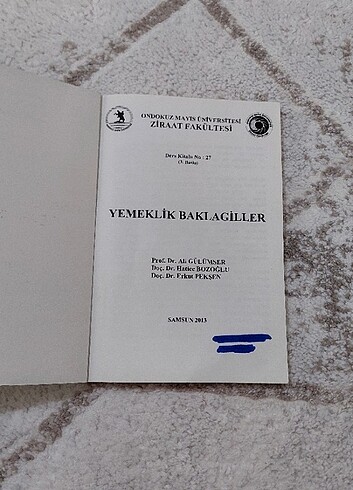 ONDOKUZ MAYIS ÜNİVERSİTESİ
ZİRAAT FAKÜLTESİ
Ders Kitabı No : 27
(3. Baskı)
YEMEKLİK BAKLAGİLLER
Prof. Dr. Ali GÜLÜMSER
Doç. Dr. Hatice BOZOĞLU
Doç. Dr. Erkut PEKŞEN
SAMSUN 2013